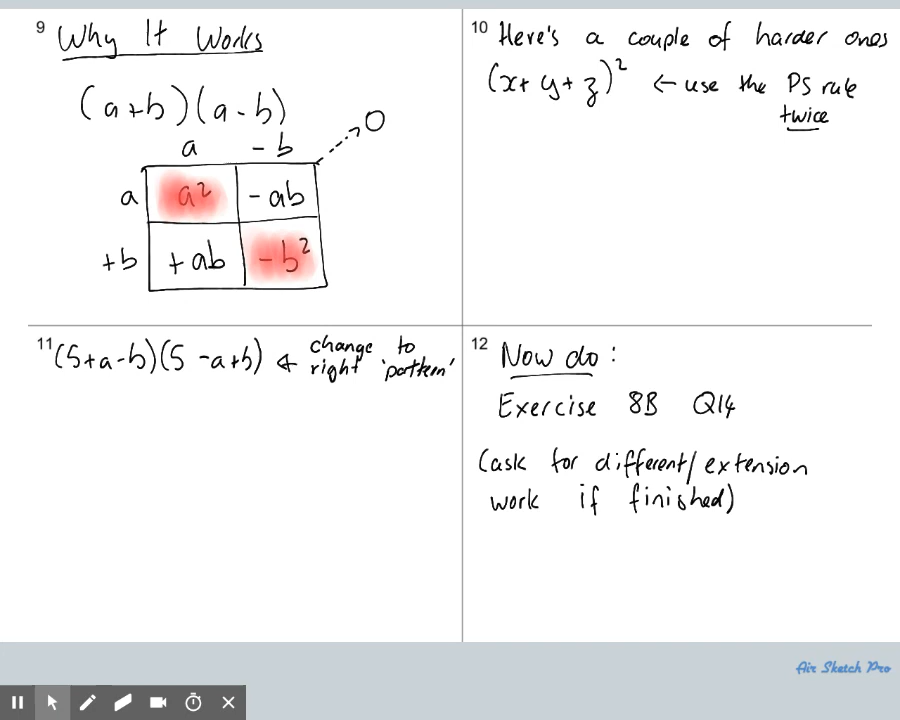 9 Why It Works
(a+b)(a-b)
a -b
0
a a² -ab
+b +ab -b²
10 Here's a couple of harder ones
(x+y+z)² ← use the PS rule
twice
11 (5+a-b)(5-a+b) ← change to
right 'pattern'
12 Now do:
Exercise 8B Q14
(ask for different/extension
work if finished)
Air Sketch Pro